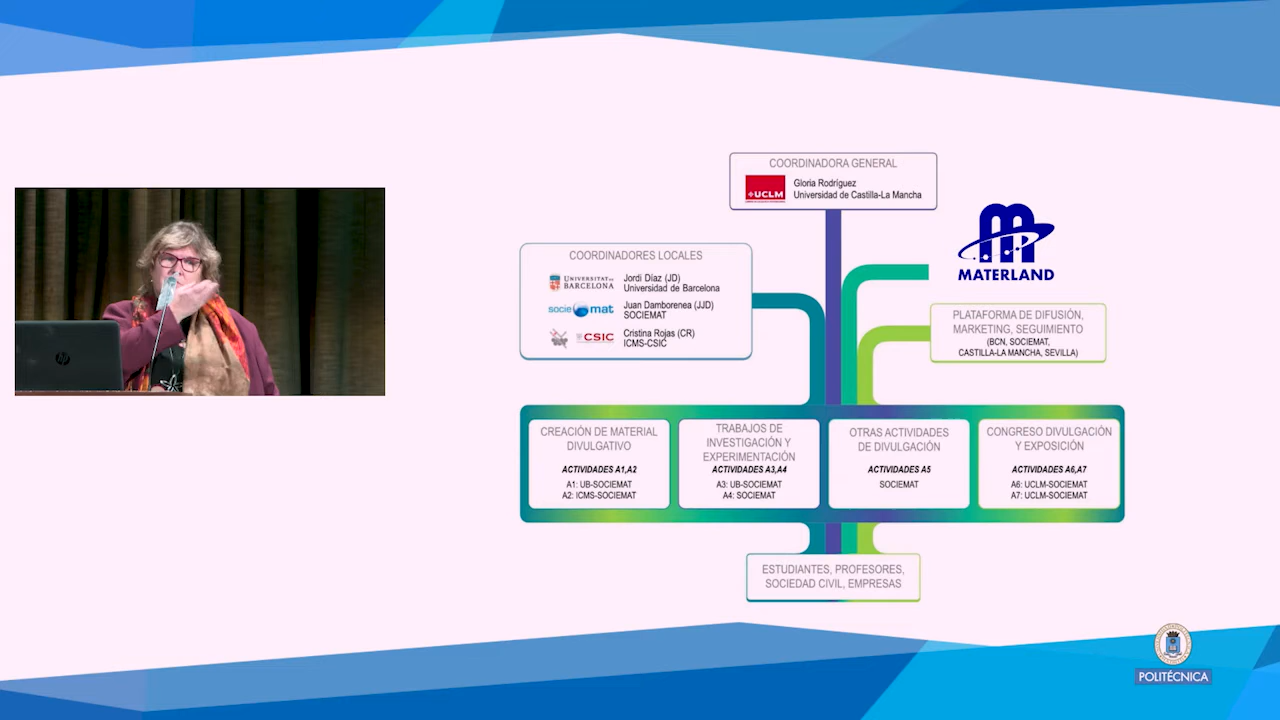 COORDINADORA GENERAL
UCLM
Gloria Rodríguez
Universidad de Castilla-La Mancha
MATERLAND
COORDINADORES LOCALES
UNIVERSITAT DE
BARCELONA
Jordi Díaz (JD)
Universidad de Barcelona
sociemat
Juan Damborenea (JJD)
SOCIEMAT
CSIC
Cristina Rojas (CR)
ICMS-CSIC
PLATAFORMA DE DIFUSIÓN,
MARKETING, SEGUIMIENTO
(BCN, SOCIEMAT,
CASTILLA-LA MANCHA, SEVILLA)
CREACIÓN DE MATERIAL
DIVULGATIVO
ACTIVIDADES A1,A2
A1: UB-SOCIEMAT
A2: ICMS-SOCIEMAT
TRABAJOS DE
INVESTIGACIÓN Y
EXPERIMENTACIÓN
ACTIVIDADES A3,A4
A3: UB-SOCIEMAT
A4: SOCIEMAT
OTRAS ACTIVIDADES
DE DIVULGACIÓN
ACTIVIDADES A5
SOCIEMAT
CONGRESO DIVULGACIÓN
Y EXPOSICIÓN
ACTIVIDADES A6,A7
A6: UCLM-SOCIEMAT
A7: UCLM-SOCIEMAT
ESTUDIANTES, PROFESORES,
SOCIEDAD CIVIL, EMPRESAS
hp
POLITÉCNICA